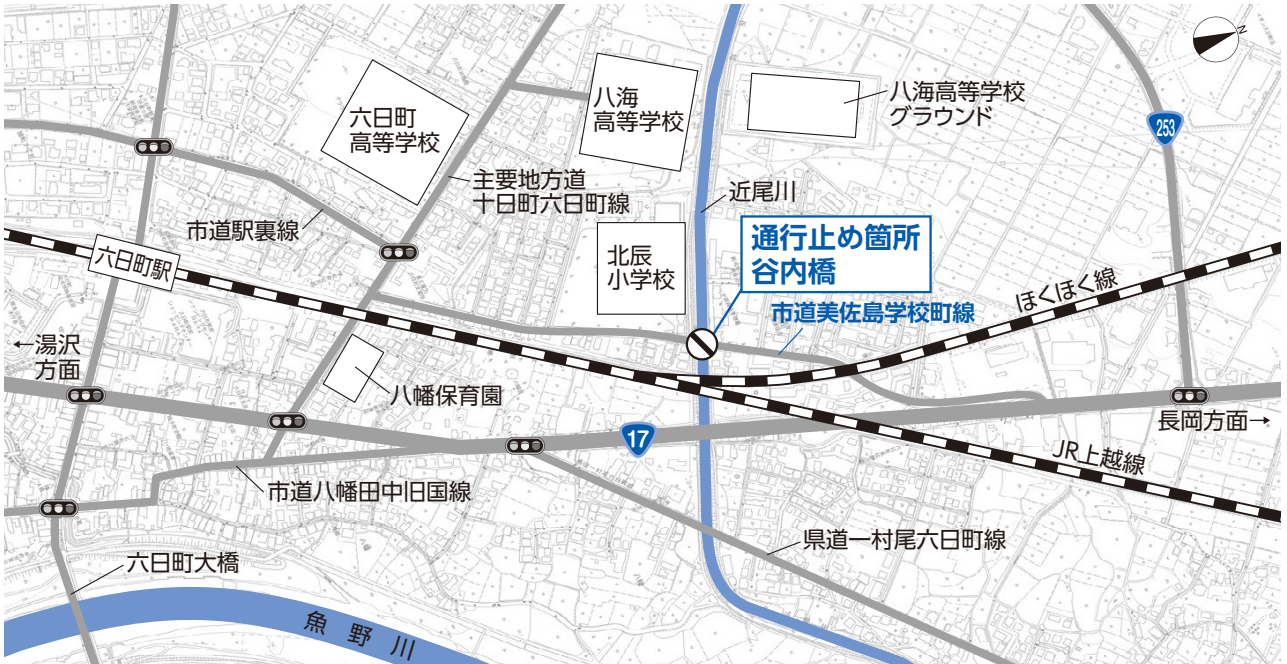 N
253
六日町
高等学校
八海
高等学校
八海高等学校
グラウンド
主要地方道
十日町六日町線
近尾川
市道駅裏線
通行止め箇所
谷内橋
北辰
小学校
六日町駅
ほくほく線
市道美佐島学校町線
←湯沢
方面
八幡保育園
長岡方面→
17
JR上越線
市道八幡田中旧国線
県道一村尾六日町線
六日町大橋
魚野川